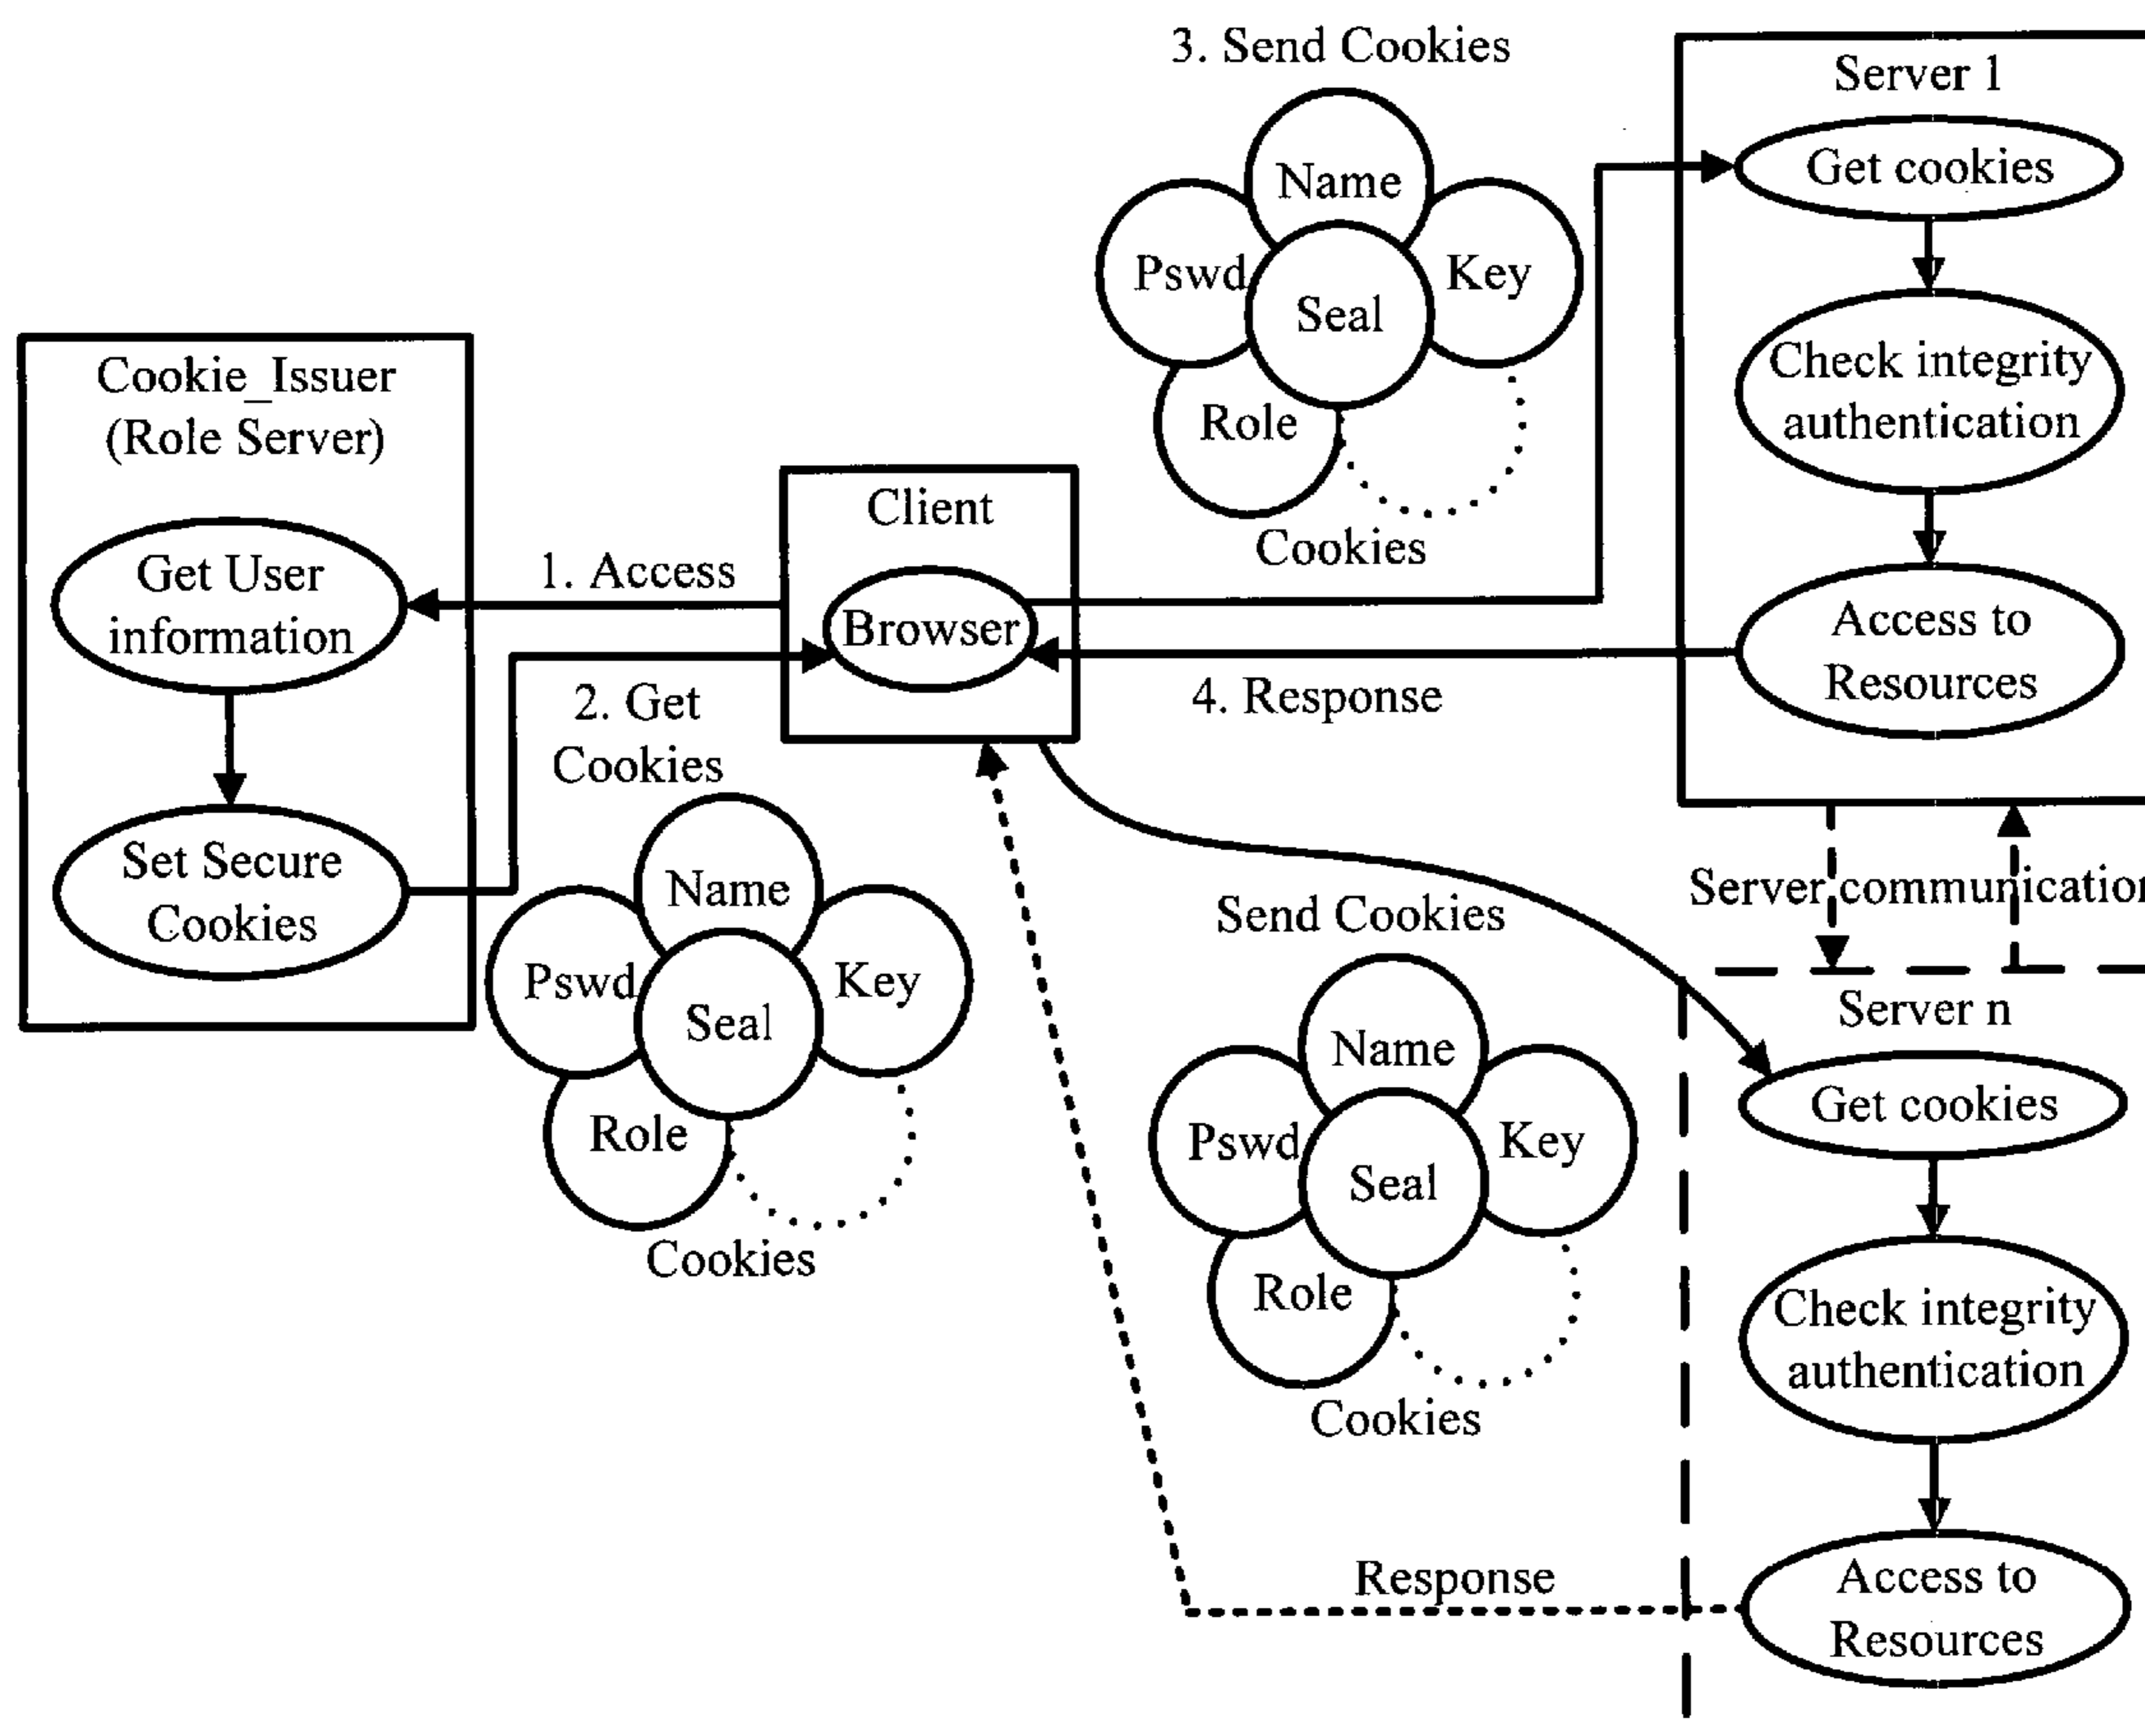 3. Send Cookies
Server 1
Name
Get cookies
Pswd
Key
Seal
Check integrity
authentication
Role
Cookies
Cookie_Issuer
(Role Server)
Client
Get User
information
1. Access
Browser
Access to
Resources
2. Get
Cookies
4. Response
Set Secure
Cookies
Name
Pswd
Key
Seal
Role
Cookies
Server communication
Send Cookies
Server n
Name
Get cookies
Pswd
Key
Seal
Check integrity
authentication
Role
Cookies
Response
Access to
Resources